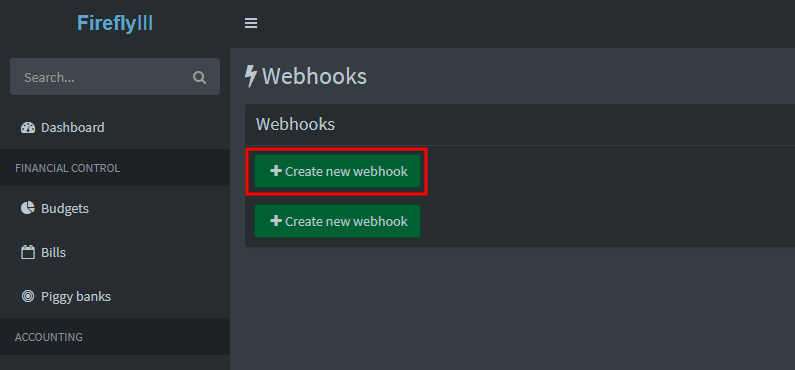 FireflyIII
Search...
Dashboard
FINANCIAL CONTROL
Budgets
Bills
Piggy banks
ACCOUNTING
Webhooks
Webhooks
Create new webhook
Create new webhook